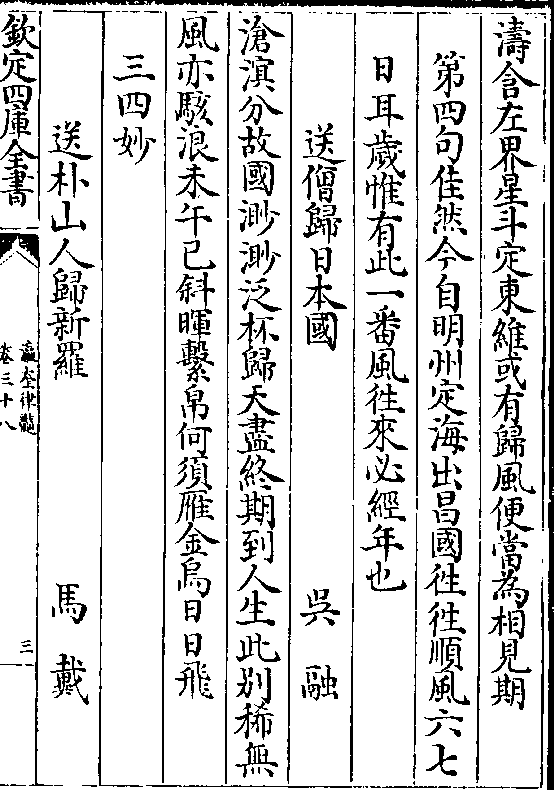 濤含左界星斗定東維或有歸風便當為相見期
第四句佳然今自明州定海出昌國徃徃順風六七
日耳歲惟有此一番風徃來必經年也
送僧歸日本國 吳融
滄溟分故國渺渺泛杯歸天盡終期到人生此别稀無
風亦駭浪未午已斜暉繫帛何須雁金烏日日飛
三四妙
送朴山人歸新羅 馬戴
欽定四庫全書
瀛奎律髓
卷三十八
三